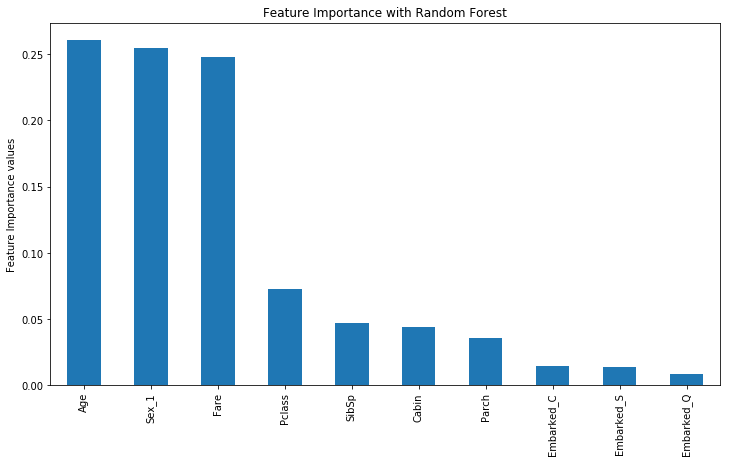 Feature Importance with Random Forest
Feature Importance values
0.25
0.20
0.15
0.10
0.05
0.00
Age
Sex_1
Fare
Pclass
SibSp
Cabin
Parch
Embarked_C
Embarked_S
Embarked_Q